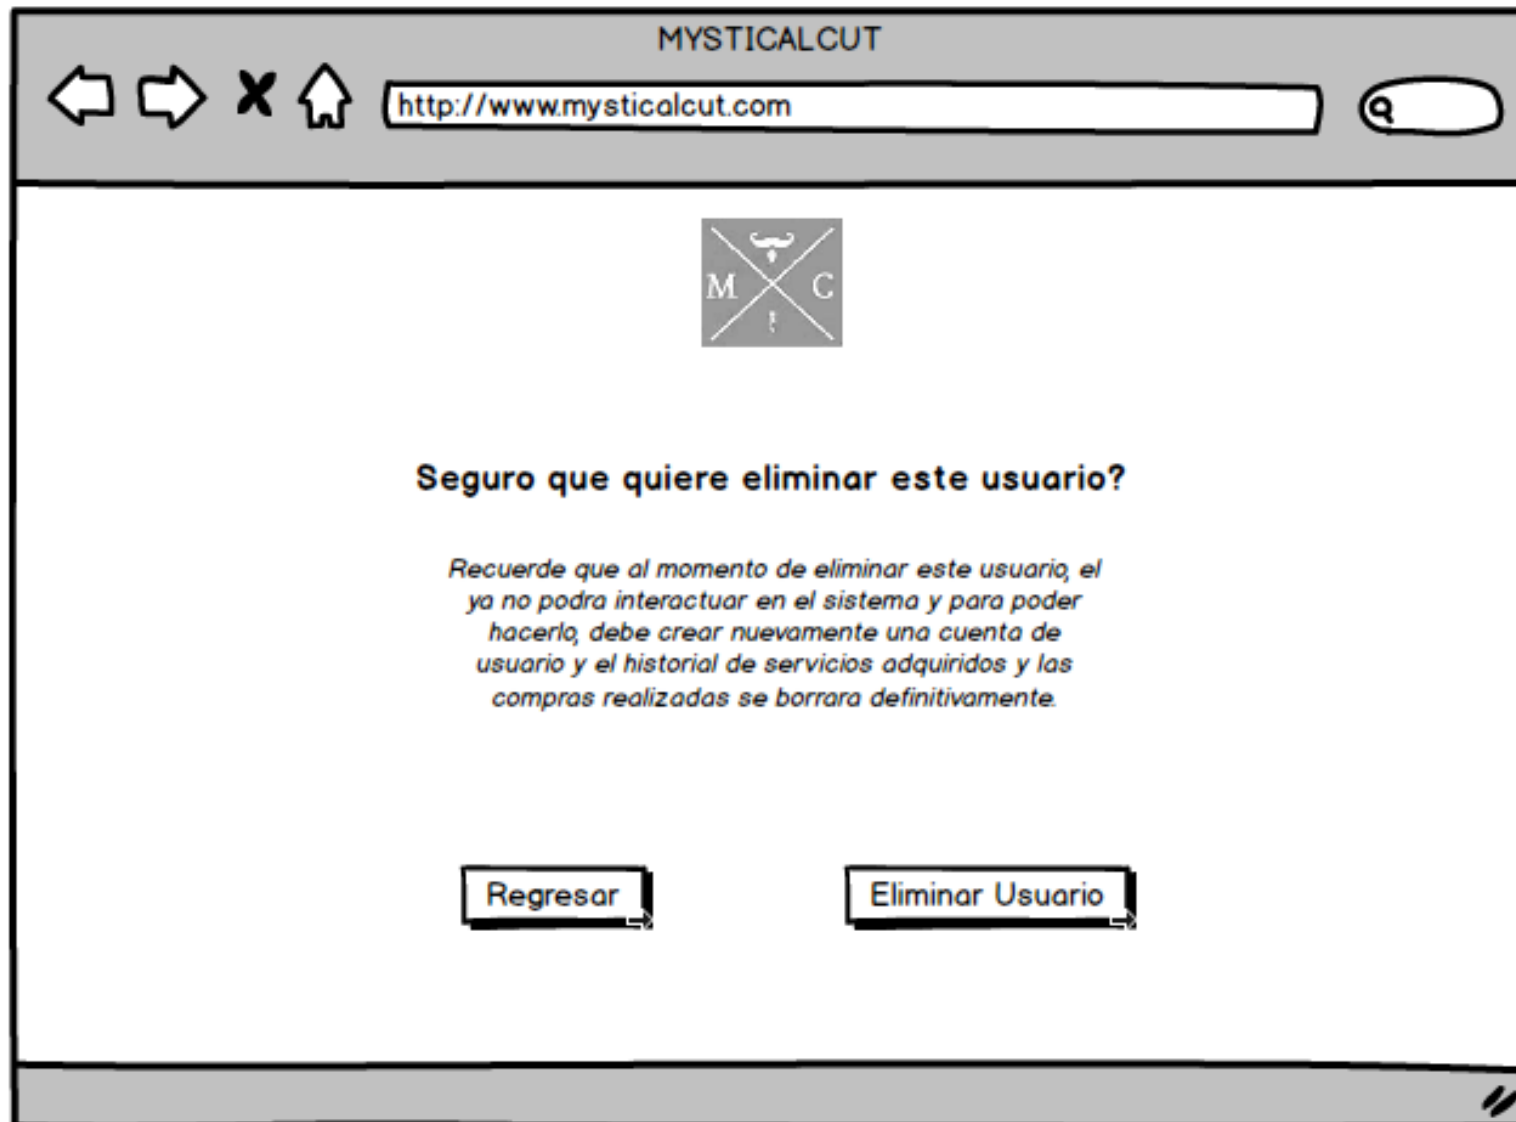 MYSTICALCUT
http://www.mysticalcut.com
M C
Seguro que quiere eliminar este usuario?
Recuerde que al momento de eliminar este usuario, el
ya no podra interactuar en el sistema y para poder
hacerlo, debe crear nuevamente una cuenta de
usuario y el historial de servicios adquiridos y las
compras realizadas se borrara definitivamente.
Regresar
Eliminar Usuario